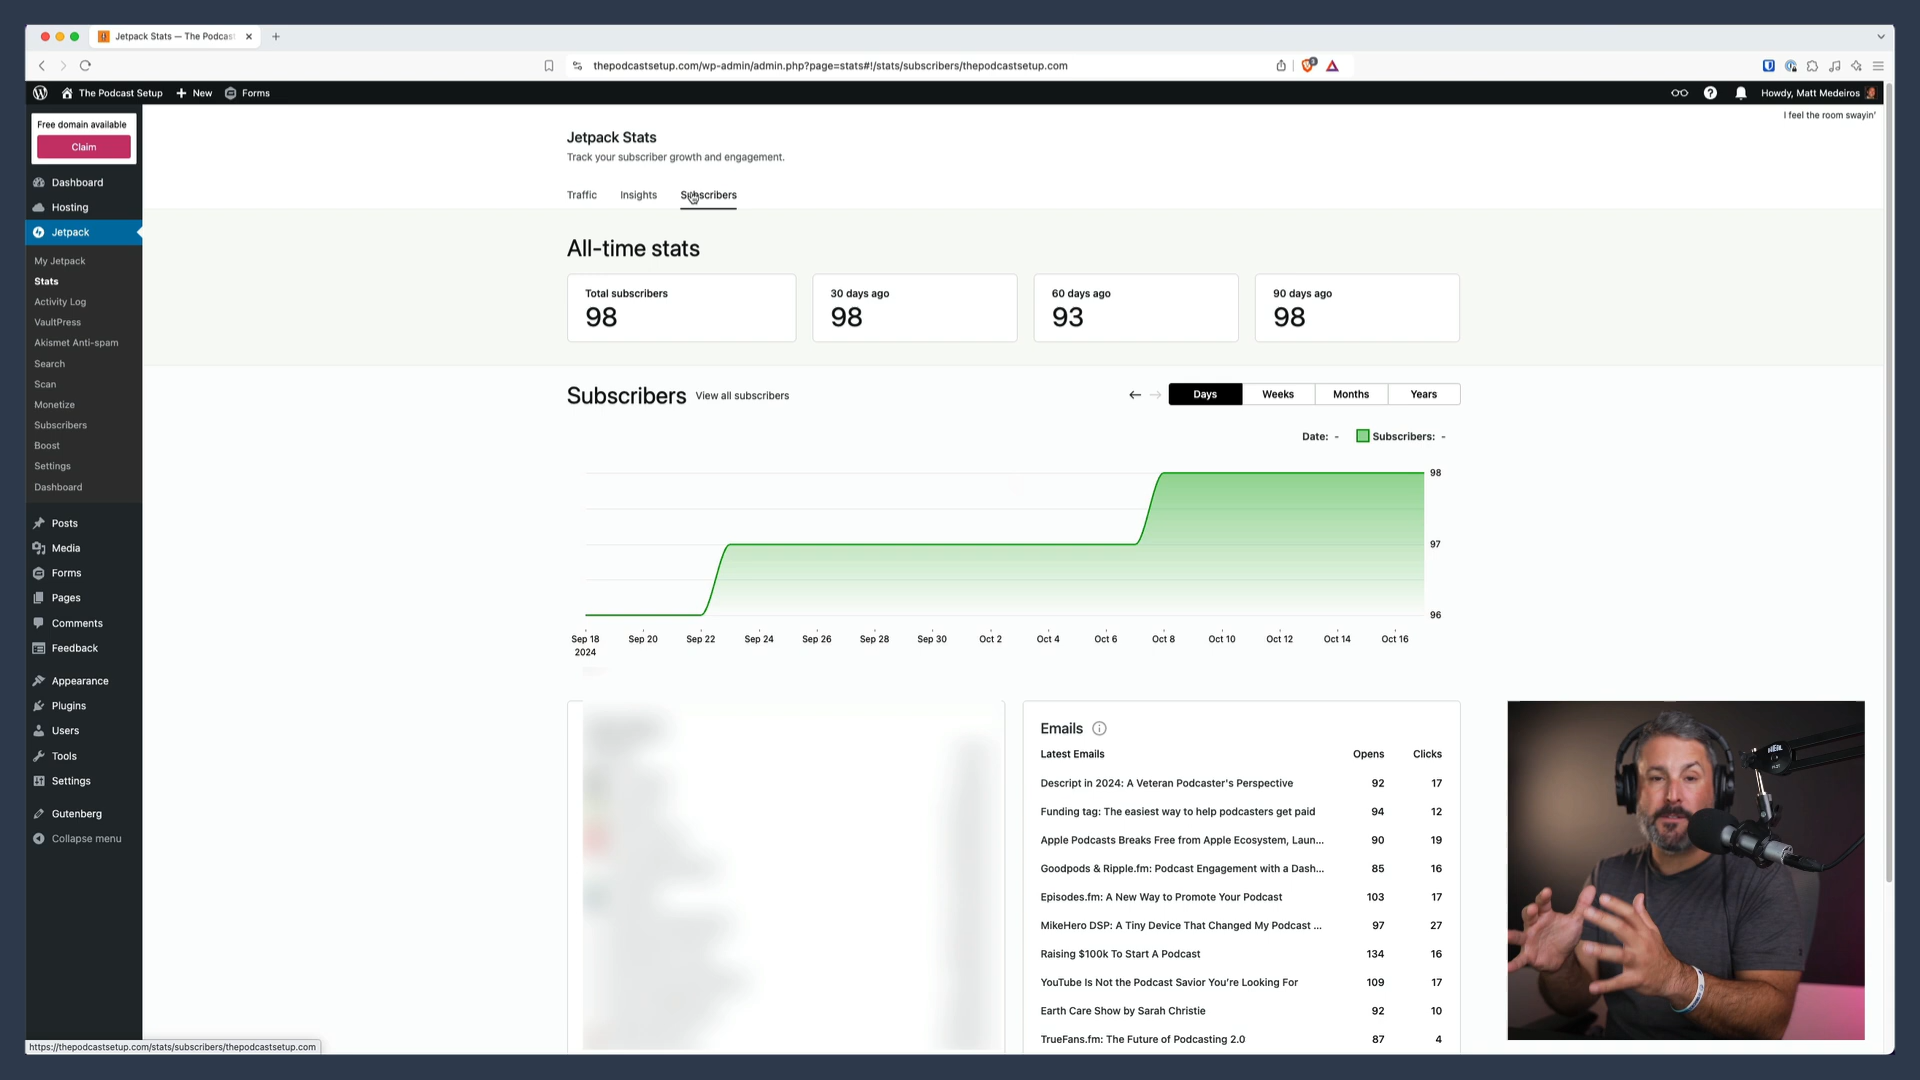 Jetpack Stats — The Podcast
thepodcastsetup.com/wp-admin/admin.php?page=stats#!/stats/subscribers/thepodcastsetup.com
The Podcast Setup
New
Forms
Howdy, Matt Medeiros
I feel the room swayin'
Free domain available
Claim
Dashboard
Hosting
Jetpack
My Jetpack
Stats
Activity Log
VaultPress
Akismet Anti-spam
Search
Scan
Monetize
Subscribers
Boost
Settings
Dashboard
Posts
Media
Forms
Pages
Comments
Feedback
Appearance
Plugins
Users
Tools
Settings
Gutenberg
Collapse menu
Jetpack Stats
Track your subscriber growth and engagement.
Traffic Insights Subscribers
All-time stats
Total subscribers
98
30 days ago
98
60 days ago
93
90 days ago
98
Subscribers View all subscribers
Days Weeks Months Years
Date: - Subscribers: -
98
97
96
Sep 18 Sep 20 Sep 22 Sep 24 Sep 26 Sep 28 Sep 30 Oct 2 Oct 4 Oct 6 Oct 8 Oct 10 Oct 12 Oct 14 Oct 16
2024
Emails
Latest Emails Opens Clicks
Descript in 2024: A Veteran Podcaster's Perspective 92 17
Funding tag: The easiest way to help podcasters get paid 94 12
Apple Podcasts Breaks Free from Apple Ecosystem, Laun... 90 19
Goodpods & Ripple.fm: Podcast Engagement with a Dash... 85 16
Episodes.fm: A New Way to Promote Your Podcast 103 17
MikeHero DSP: A Tiny Device That Changed My Podcast ... 97 27
Raising $100k To Start A Podcast 134 16
YouTube Is Not the Podcast Savior You're Looking For 109 17
Earth Care Show by Sarah Christie 92 10
TrueFans.fm: The Future of Podcasting 2.0 87 4
https://thepodcastsetup.com/stats/subscribers/thepodcastsetup.com